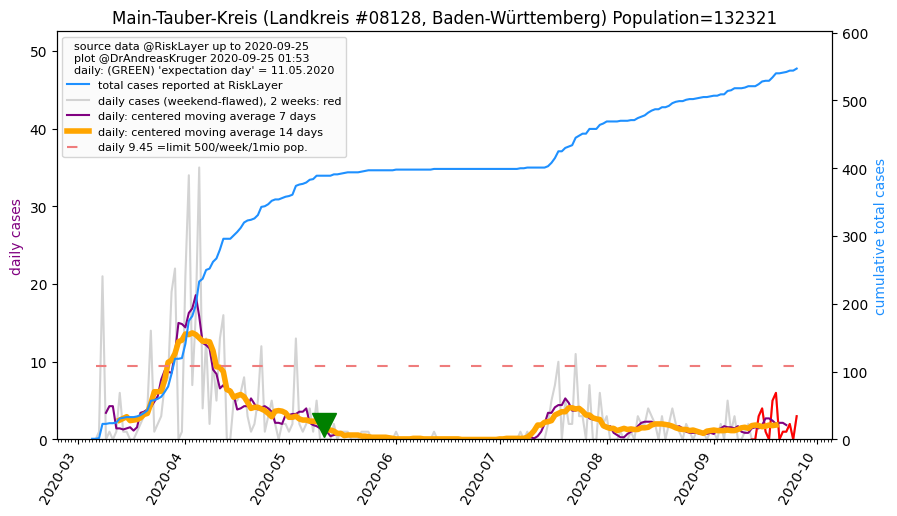 Main-Tauber-Kreis (Landkreis #08128, Baden-Württemberg) Population=132321
source data @RiskLayer up to 2020-09-25
plot @DrAndreasKruger 2020-09-25 01:53
daily: (GREEN) 'expectation day' = 11.05.2020
total cases reported at RiskLayer
daily cases (weekend-flawed), 2 weeks: red
daily: centered moving average 7 days
daily: centered moving average 14 days
daily 9.45 =limit 500/week/1mio pop.
daily cases
50
40
30
20
10
0
600
500
400
300
200
100
0
cumulative total cases
2020-03
2020-04
2020-05
2020-06
2020-07
2020-08
2020-09
2020-10